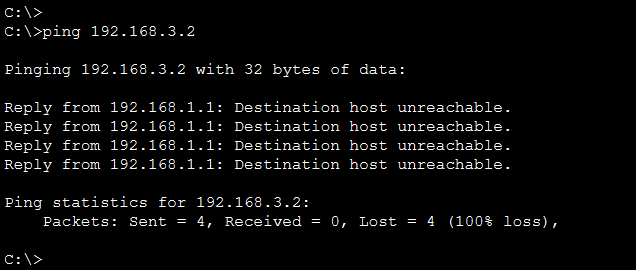 C:\>
C:\>ping 192.168.3.2
Pinging 192.168.3.2 with 32 bytes of data:
Reply from 192.168.1.1: Destination host unreachable.
Reply from 192.168.1.1: Destination host unreachable.
Reply from 192.168.1.1: Destination host unreachable.
Reply from 192.168.1.1: Destination host unreachable.
Ping statistics for 192.168.3.2:
    Packets: Sent = 4, Received = 0, Lost = 4 (100% loss),
C:\>